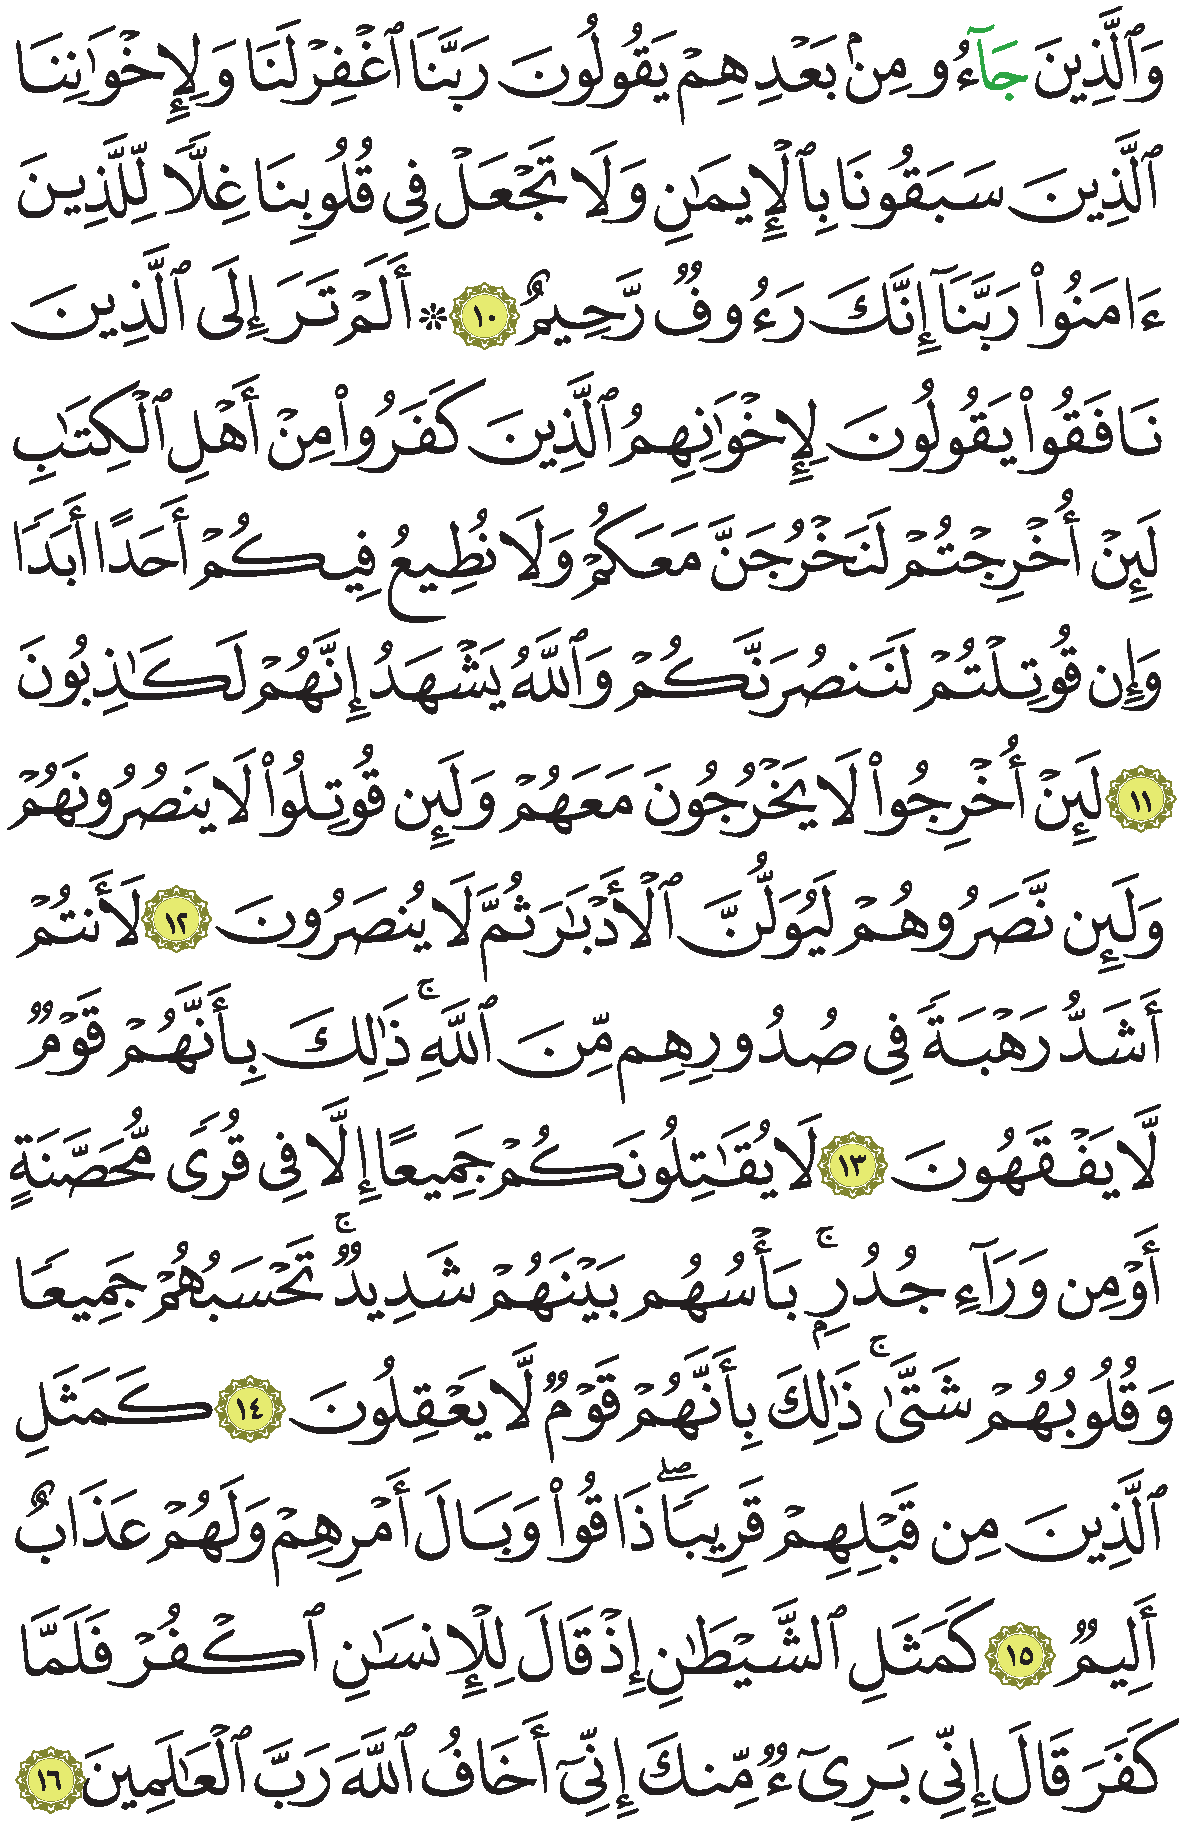 وَٱلَّذِينَ جَآءُو مِنۢ بَعْدِهِمْ يَقُولُونَ رَبَّنَا ٱغْفِرْ لَنَا وَلِإِخْوَٰنِنَا
ٱلَّذِينَ سَبَقُونَا بِٱلْإِيمَٰنِ وَلَا تَجْعَلْ فِى قُلُوبِنَا غِلًّا لِّلَّذِينَ
ءَامَنُوا۟ رَبَّنَآ إِنَّكَ رَءُوفٌ رَّحِيمٌ ١٠ ۞ أَلَمْ تَرَ إِلَى ٱلَّذِينَ
نَافَقُوا۟ يَقُولُونَ لِإِخْوَٰنِهِمُ ٱلَّذِينَ كَفَرُوا۟ مِنْ أَهْلِ ٱلْكِتَٰبِ
لَئِنْ أُخْرِجْتُمْ لَنَخْرُجَنَّ مَعَكُمْ وَلَا نُطِيعُ فِيكُمْ أَحَدًا أَبَدًا
وَإِن قُوتِلْتُمْ لَنَنصُرَنَّكُمْ وَٱللَّهُ يَشْهَدُ إِنَّهُمْ لَكَٰذِبُونَ
١١ لَئِنْ أُخْرِجُوا۟ لَا يَخْرُجُونَ مَعَهُمْ وَلَئِن قُوتِلُوا۟ لَا يَنصُرُونَهُمْ
وَلَئِن نَّصَرُوهُمْ لَيُوَلُّنَّ ٱلْأَدْبَٰرَ ثُمَّ لَا يُنصَرُونَ ١٢ لَأَنتُمْ
أَشَدُّ رَهْبَةً فِى صُدُورِهِم مِّنَ ٱللَّهِ ۚ ذَٰلِكَ بِأَنَّهُمْ قَوْمٌ
لَّا يَفْقَهُونَ ١٣ لَا يُقَٰتِلُونَكُمْ جَمِيعًا إِلَّا فِى قُرًى مُّحَصَّنَةٍ
أَوْ مِن وَرَآءِ جُدُرٍۭ ۚ بَأْسُهُم بَيْنَهُمْ شَدِيدٌ ۚ تَحْسَبُهُمْ جَمِيعًا
وَقُلُوبُهُمْ شَتَّىٰ ۚ ذَٰلِكَ بِأَنَّهُمْ قَوْمٌ لَّا يَعْقِلُونَ ١٤ كَمَثَلِ
ٱلَّذِينَ مِن قَبْلِهِمْ قَرِيبًا ۖ ذَاقُوا۟ وَبَالَ أَمْرِهِمْ وَلَهُمْ عَذَابٌ
أَلِيمٌ ١٥ كَمَثَلِ ٱلشَّيْطَٰنِ إِذْ قَالَ لِلْإِنسَٰنِ ٱكْفُرْ فَلَمَّا
كَفَرَ قَالَ إِنِّى بَرِىٓءٌ مِّنكَ إِنِّىٓ أَخَافُ ٱللَّهَ رَبَّ ٱلْعَٰلَمِينَ ١٦